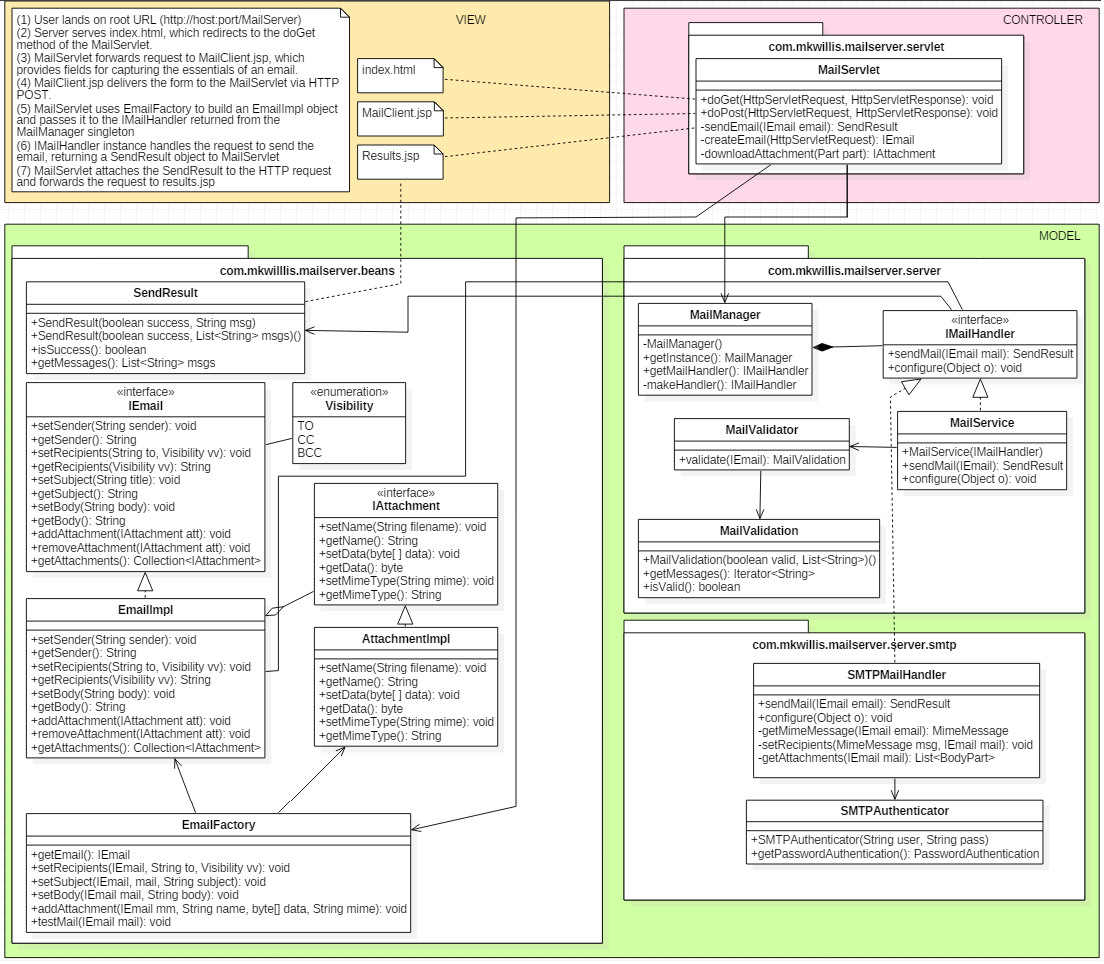 (1) User lands on root URL (http://host:port/MailServer)
(2) Server serves index.html, which redirects to the doGet
method of the MailServlet.
(3) MailServlet forwards request to MailClient.jsp, which
provides fields for capturing the essentials of an email.
(4) MailClient.jsp delivers the form to the MailServlet via HTTP
POST.
(5) MailServlet uses EmailFactory to build an EmailImpl object
and passes it to the IMailHandler returned from the
MailManager singleton
(6) IMailHandler instance handles the request to send the
email, returning a SendResult object to MailServlet
(7) MailServlet attaches the SendResult to the HTTP request
and forwards the request to results.jsp
VIEW
index.html
MailClient.jsp
Results.jsp
CONTROLLER
com.mkwillis.mailserver.servlet
MailServlet
+doGet(HttpServletRequest, HttpServletResponse): void
+doPost(HttpServletRequest, HttpServletResponse): void
-sendEmail(IEmail email): SendResult
-createEmail(HttpServletRequest): IEmail
-downloadAttachment(Part part): IAttachment
MODEL
com.mkwilllis.mailserver.beans
SendResult
+SendResult(boolean success, String msg)
+SendResult(boolean success, List<String> msgs)()
+isSuccess(): boolean
+getMessages(): List<String> msgs
«interface»
IEmail
+setSender(String sender): void
+getSender(): String
+setRecipients(String to, Visibility vv): void
+getRecipients(Visibility vv): String
+setSubject(String title): void
+getSubject(): String
+setBody(String body): void
+getBody(): String
+addAttachment(IAttachment att): void
+removeAttachment(IAttachment att): void
+getAttachments(): Collection<IAttachment>
«enumeration»
Visibility
TO
CC
BCC
«interface»
IAttachment
+setName(String filename): void
+getName(): String
+setData(byte[ ] data): void
+getData(): byte
+setMimeType(String mime): void
+getMimeType(): String
EmailImpl
+setSender(String sender): void
+getSender(): String
+setRecipients(String to, Visibility vv): void
+getRecipients(Visibility vv): String
+setBody(String body): void
+getBody(): String
+addAttachment(IAttachment att): void
+removeAttachment(IAttachment att): void
+getAttachments(): Collection<IAttachment>
AttachmentImpl
+setName(String filename): void
+getName(): String
+setData(byte[ ] data): void
+getData(): byte
+setMimeType(String mime): void
+getMimeType(): String
EmailFactory
+getEmail(): IEmail
+setRecipients(IEmail, String to, Visibility vv): void
+setSubject(IEmail, mail, String subject): void
+setBody(IEmail mail, String body): void
+addAttachment(IEmail mm, String name, byte[] data, String mime): void
+testMail(IEmail mail): void
com.mkwillis.mailserver.server
MailManager
-MailManager()
+getInstance(): MailManager
+getMailHandler(): IMailHandler
-makeHandler(): IMailHandler
«interface»
IMailHandler
+sendMail(IEmail mail): SendResult
+configure(Object o): void
MailValidator
+validate(IEmail): MailValidation
MailService
+MailService(IMailHandler)
+sendMail(IEmail): SendResult
+configure(Object o): void
MailValidation
+MailValidation(boolean valid, List<String>)()
+getMessages(): Iterator<String>
+isValid(): boolean
com.mkwillis.mailserver.server.smtp
SMTPMailHandler
+sendMail(IEmail email): SendResult
+configure(Object o): void
-getMimeMessage(IEmail email): MimeMessage
-setRecipients(MimeMessage msg, IEmail mail): void
-getAttachments(IEmail mail): List<BodyPart>
SMTPAuthenticator
+SMTPAuthenticator(String user, String pass)
+getPasswordAuthentication(): PasswordAuthentication